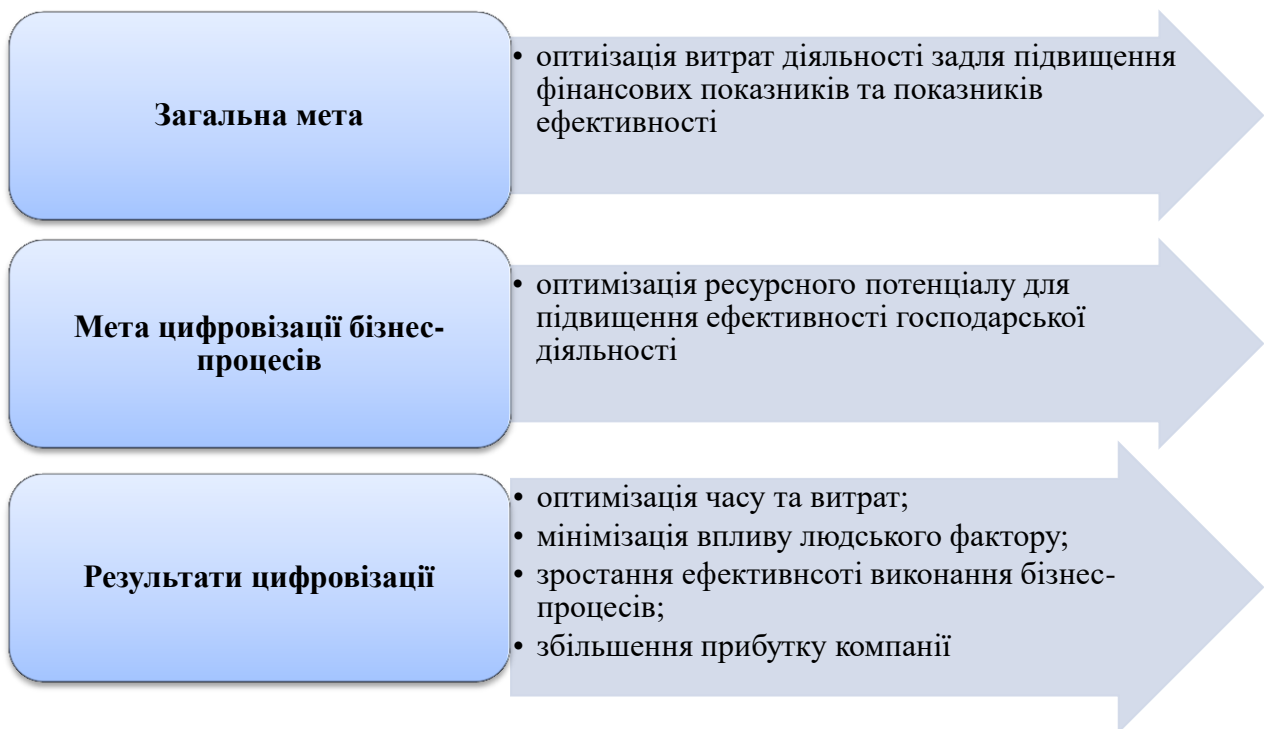 Загальна мета
• оптиізація витрат діяльності задля підвищення
фінансових показників та показників
ефективності
Мета цифровізації бізнес-
процесів
• оптимізація ресурсного потенціалу для
підвищення ефективності господарської
діяльності
Результати цифровізації
• оптимізація часу та витрат;
• мінімізація впливу людського фактору;
• зростання ефективнсоті виконання бізнес-
процесів;
• збільшення прибутку компанії